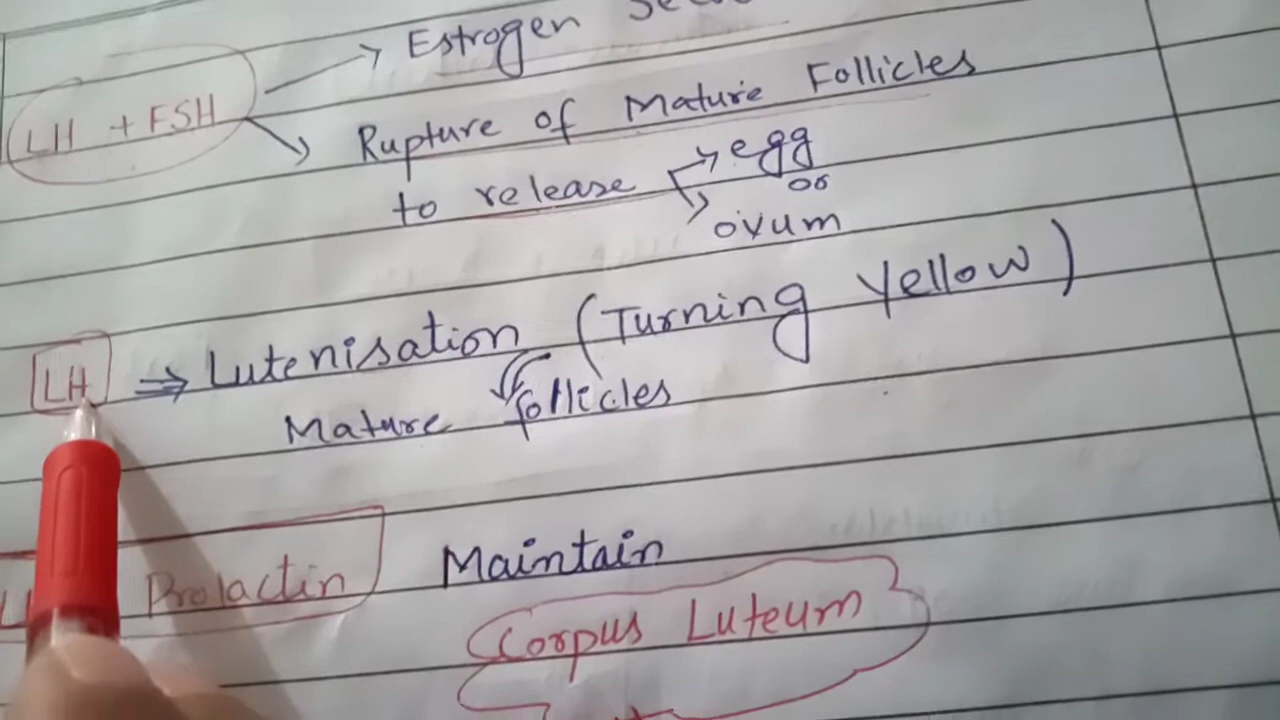 → Estrogen
LH + FSH
→ Rupture of Mature Follicles
to release → egg
or
→ ovum
LH ⇒ Lutenisation (Turning Yellow)
Mature follicles
Prolactin Maintain
Corpus Luteum